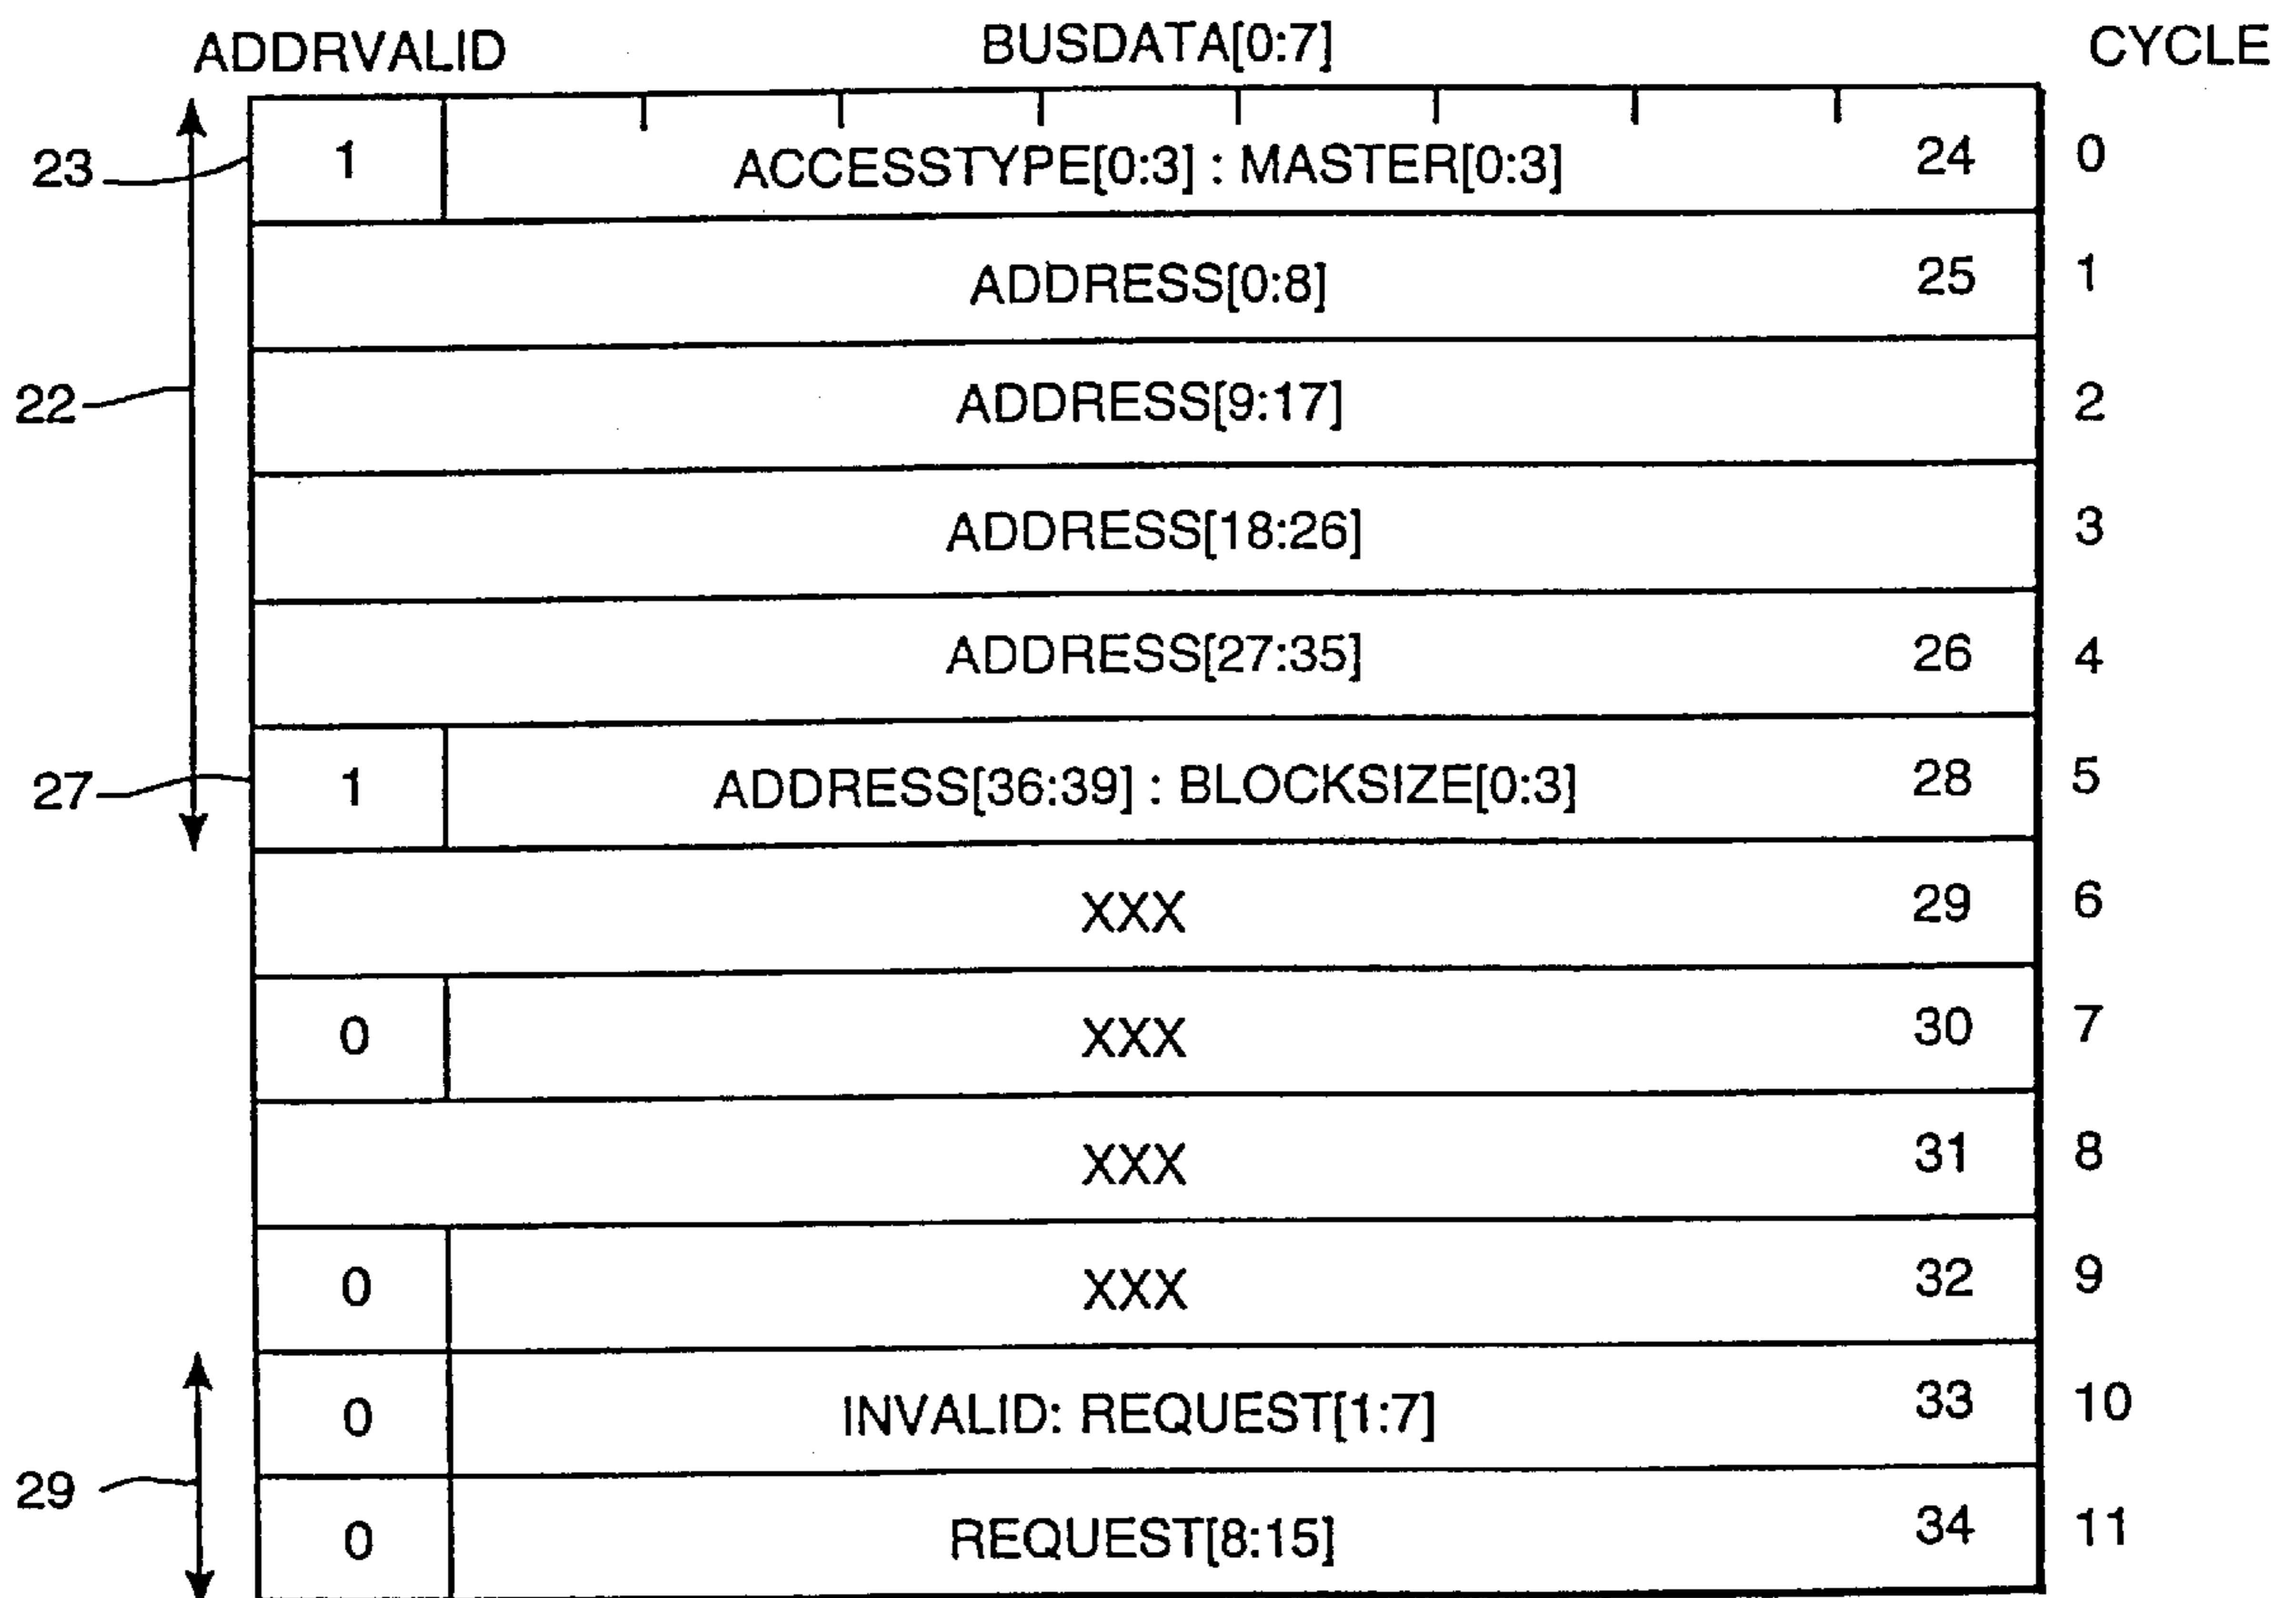 ADDRVALID BUSDATA[0:7] CYCLE
23 1 ACCESSTYPE[0:3] : MASTER[0:3] 24 0
ADDRESS[0:8] 25 1
22 ADDRESS[9:17] 2
ADDRESS[18:26] 3
ADDRESS[27:35] 26 4
27 1 ADDRESS[36:39] : BLOCKSIZE[0:3] 28 5
XXX 29 6
0 XXX 30 7
XXX 31 8
0 XXX 32 9
0 INVALID: REQUEST[1:7] 33 10
29 0 REQUEST[8:15] 34 11